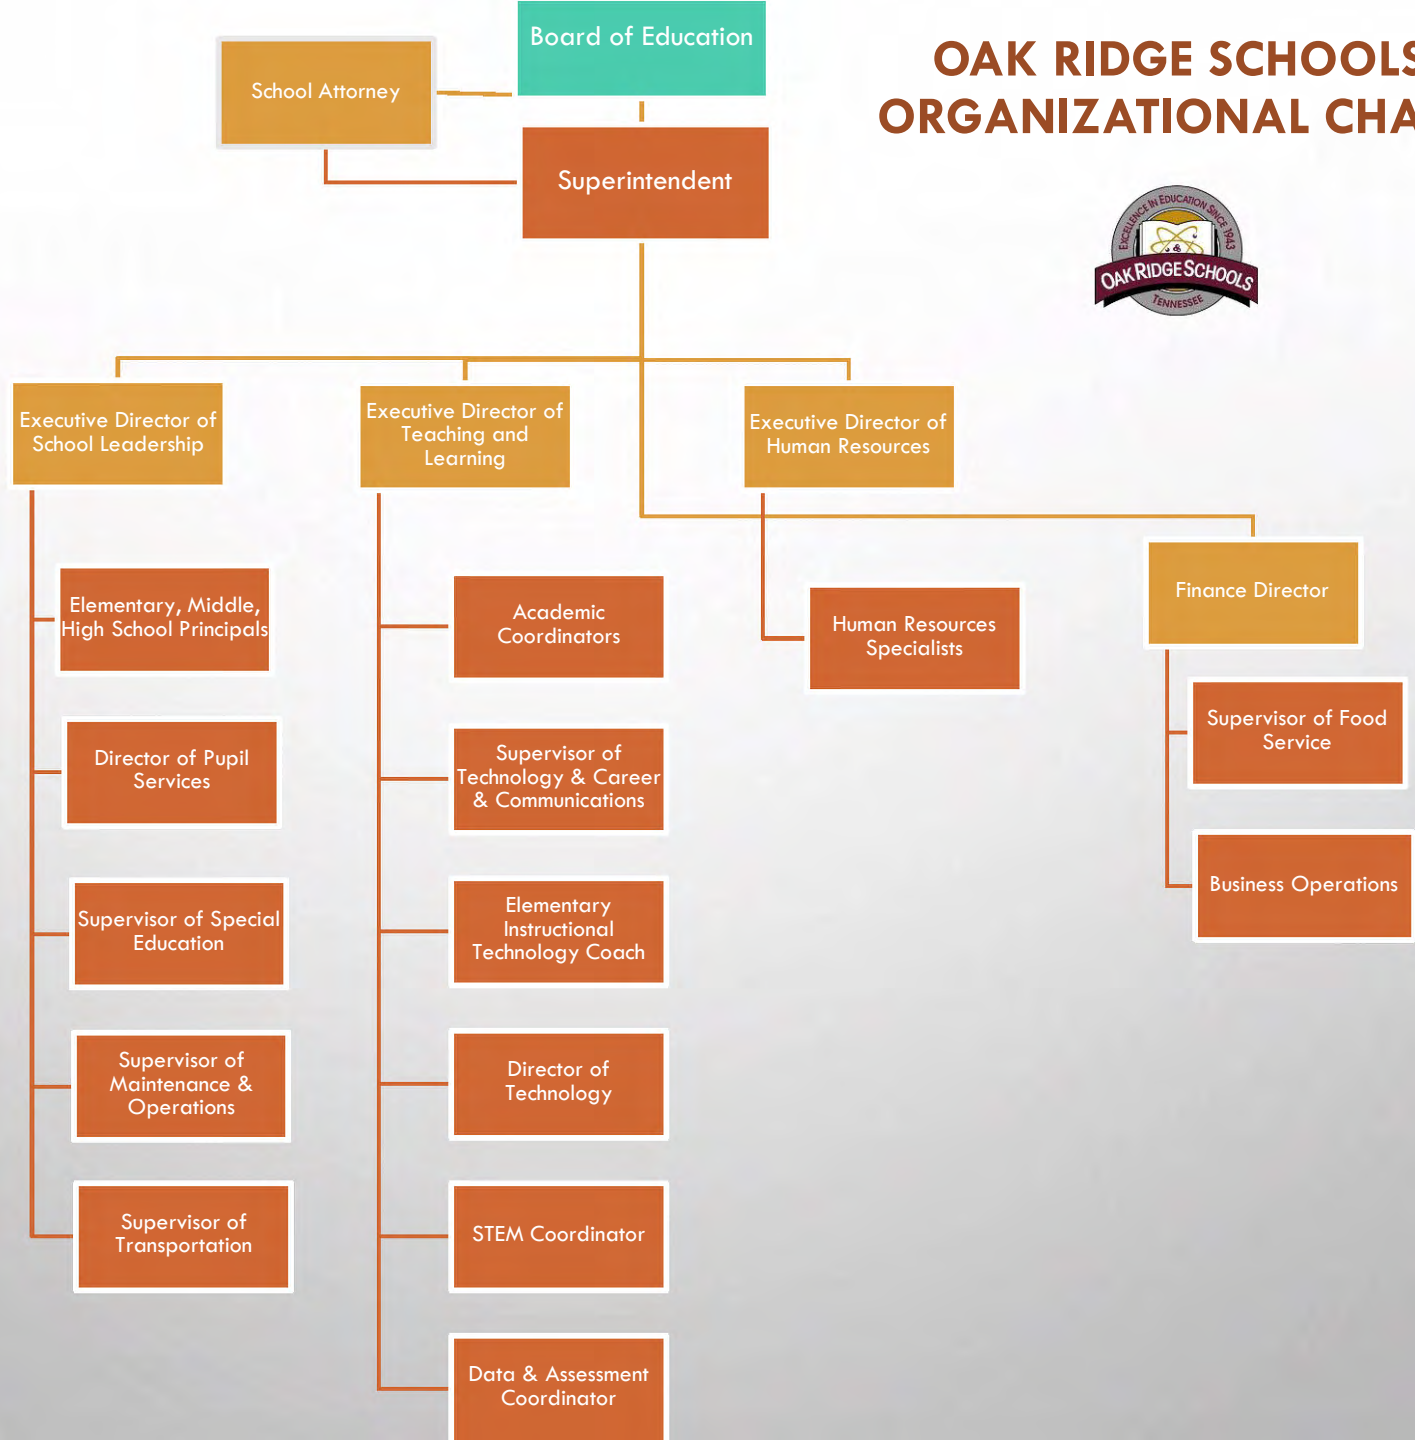 Board of Education
OAK RIDGE SCHOOLS
ORGANIZATIONAL CHA
School Attorney
Superintendent
EXCELLENCE IN EDUCATION SINCE 1943
OAK RIDGE SCHOOLS
TENNESSEE
Executive Director of
School Leadership
Executive Director of
Teaching and
Learning
Executive Director of
Human Resources
Finance Director
Elementary, Middle,
High School Principals
Director of Pupil
Services
Supervisor of Special
Education
Supervisor of
Maintenance &
Operations
Supervisor of
Transportation
Academic
Coordinators
Supervisor of
Technology & Career
& Communications
Elementary
Instructional
Technology Coach
Director of
Technology
STEM Coordinator
Data & Assessment
Coordinator
Human Resources
Specialists
Supervisor of Food
Service
Business Operations